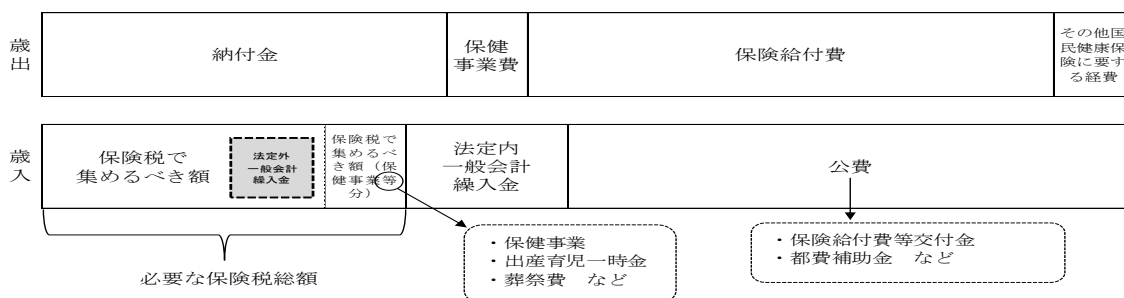 歳出
納付金
保健
事業費
保険給付費
その他国
民健康保
険に要す
る経費
歳入
保険税で
集めるべき額
法定外
一般会計
繰入金
保険税で
集めるべ
き額（保
健事業等
分）
法定内
一般会計
繰入金
公費
必要な保険税総額
・保健事業
・出産育児一時金
・葬祭費　など
・保険給付費等交付金
・都費補助金　など